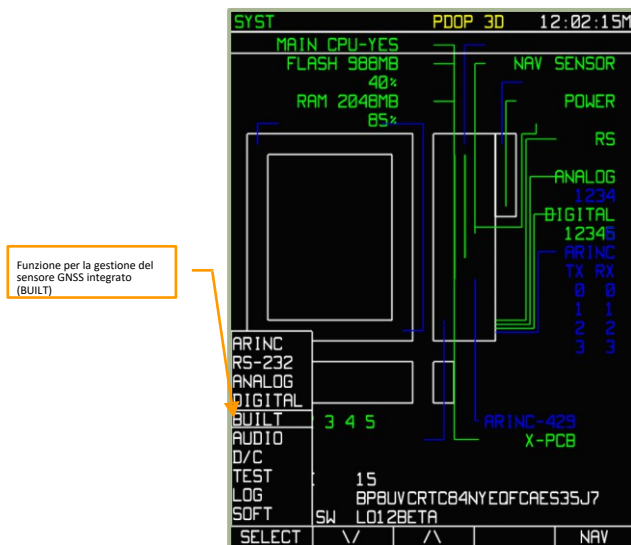 SYST PDOP 3D 12:02:15M
MAIN CPU-YES
FLASH 988MB NAV SENSOR
40%
RAM 2048MB POWER
85%
RS
ANALOG
1234
DIGITAL
12345
ARINC
TX RX
0 0
1 1
2 2
3 3
Funzione per la gestione del
sensore GNSS integrato
(BUILT)
ARINC
RS-232
ANALOG
DIGITAL
BUILT 3 4 5 ARINC-429
AUDIO X-PCB
D/C
TEST 15
LOG BPBUVCRTCB4NYEOFCAES35J7
SOFT SW L012BETA
SELECT \/ /\ NAV